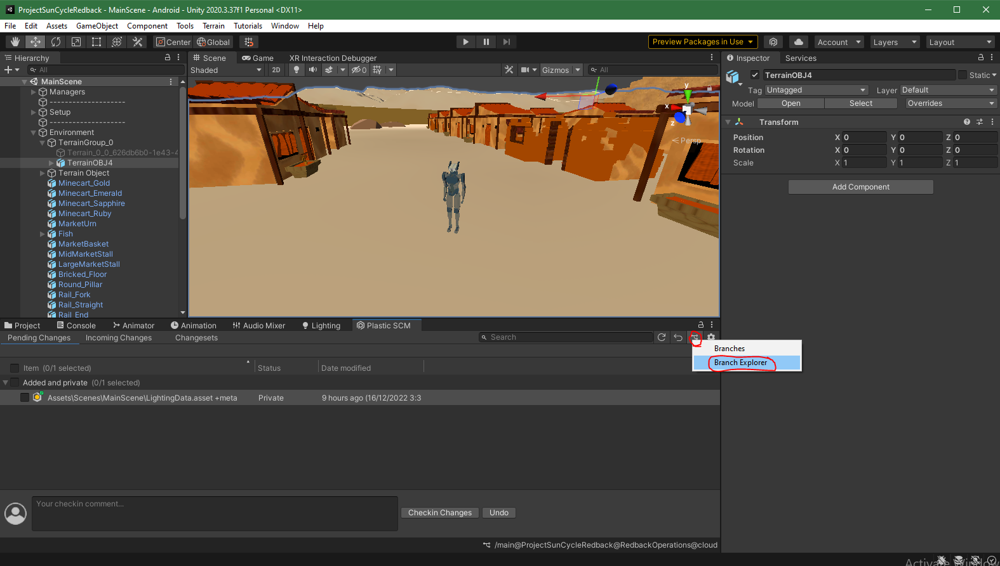 ProjectSunCycleRedback - MainScene - Android - Unity 2020.3.37f1 Personal <DX11>
File Edit Assets GameObject Component Tools Terrain Tutorials Window Help
Center Global Preview Packages in Use Account Layers Layout
Hierarchy
All
MainScene
Managers
-------------------
Setup
-------------------
Environment
TerrainGroup_0
Terrain_0_0_626db6b0-1e43-4
TerrainOBJ4
Terrain Object
Minecart_Gold
Minecart_Emerald
Minecart_Sapphire
Minecart_Ruby
MarketUrn
Fish
MarketBasket
MidMarketStall
LargeMarketStall
Bricked_Floor
Round_Pillar
Rail_Fork
Rail_Straight
Rail_End
Scene Game XR Interaction Debugger
Shaded 2D 0 Gizmos All
y
x
z
Persp
Inspector Services
TerrainOBJ4 Static
Tag Untagged Layer Default
Model Open Select Overrides
Transform
Position X 0 Y 0 Z 0
Rotation X 0 Y 0 Z 0
Scale X 1 Y 1 Z 1
Add Component
Project Console Animator Animation Audio Mixer Lighting Plastic SCM
Pending Changes Incoming Changes Changesets Search
Branches
Branch Explorer
Item (0/1 selected) Status Date modified
Added and private (0/1 selected)
Assets\Scenes\MainScene\LightingData.asset +meta Private 9 hours ago (16/12/2022 3:3
Your checkin comment...
Checkin Changes Undo
/main@ProjectSunCycleRedback@RedbackOperations@cloud
Activate Windows